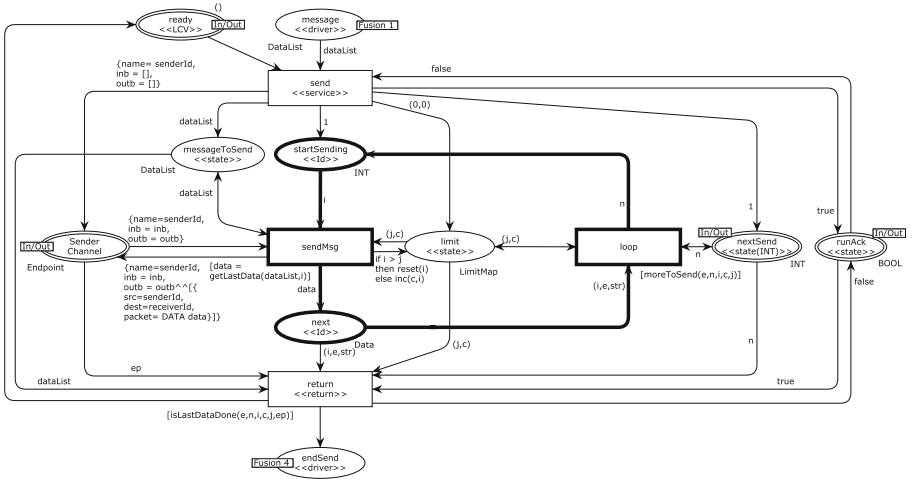 ()
ready
<<LCV>>
In/Out
message
<<driver>>
Fusion 1
DataList
dataList
{name= senderId,
inb = [],
outb = []}
send
<<service>>
false
(0,0)
dataList
1
messageToSend
<<state>>
DataList
startSending
<<Id>>
INT
dataList
i
n
1
true
In/Out
Sender
Channel
Endpoint
{name=senderId,
inb = inb,
outb = outb}
sendMsg
(j,c)
limit
<<state>>
LimitMap
(j,c)
loop
n
In/Out
nextSend
<<state(INT)>>
INT
In/Out
runAck
<<state>>
BOOL
{name=senderId,
inb = inb,
outb = outb^^[{
src=senderId,
dest=receiverId,
packet= DATA data}]}
[data =
getLastData(dataList,i)]
if i > j
then reset(i)
else inc(c,i)
[moreToSend(e,n,i,c,j)]
data
(i,e,str)
false
next
<<Id>>
Data
(i,e,str)
(j,c)
n
ep
dataList
true
return
<<return>>
[isLastDataDone(e,n,i,c,j,ep)]
Fusion 4
endSend
<<driver>>